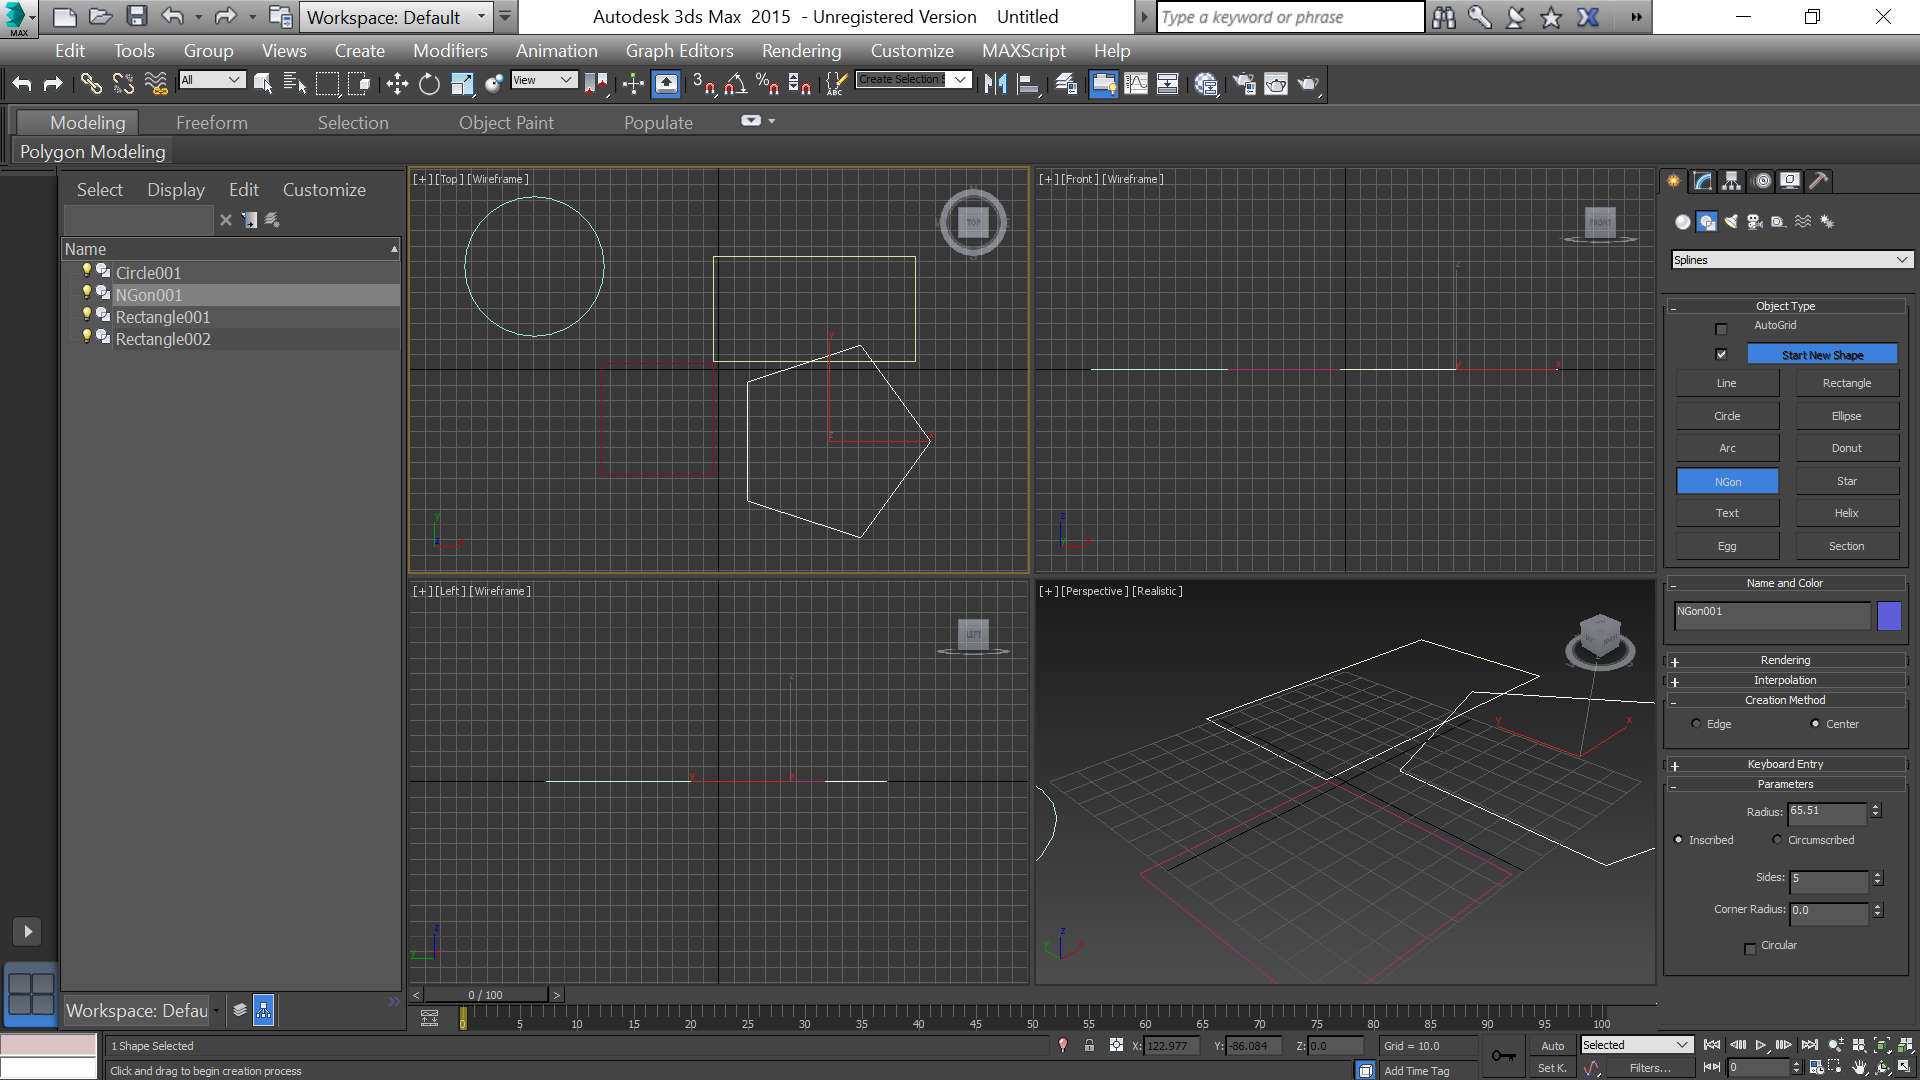 MAX
Workspace: Default
Autodesk 3ds Max 2015 - Unregistered Version Untitled
Type a keyword or phrase
Edit Tools Group Views Create Modifiers Animation Graph Editors Rendering Customize MAXScript Help
All
View
3
ABC
Create Selection S
Modeling Freeform Selection Object Paint Populate
Polygon Modeling
Select Display Edit Customize
Name
Circle001
NGon001
Rectangle001
Rectangle002
Workspace: Defau
[+][Top][Wireframe]
TOP
[+][Front][Wireframe]
FRONT
[+][Left][Wireframe]
LEFT
[+][Perspective][Realistic]
Splines
Object Type
AutoGrid
Start New Shape
Line Rectangle
Circle Ellipse
Arc Donut
NGon Star
Text Helix
Egg Section
Name and Color
NGon001
Rendering
Interpolation
Creation Method
Edge Center
Keyboard Entry
Parameters
Radius: 65.51
Inscribed Circumscribed
Sides: 5
Corner Radius: 0.0
Circular
< 0 / 100 >
0 5 10 15 20 25 30 35 40 45 50 55 60 65 70 75 80 85 90 95 100
1 Shape Selected
X: 122.977 Y: -86.084 Z: 0.0 Grid = 10.0
Auto Selected
Click and drag to begin creation process
Add Time Tag
Set K. Filters... 0